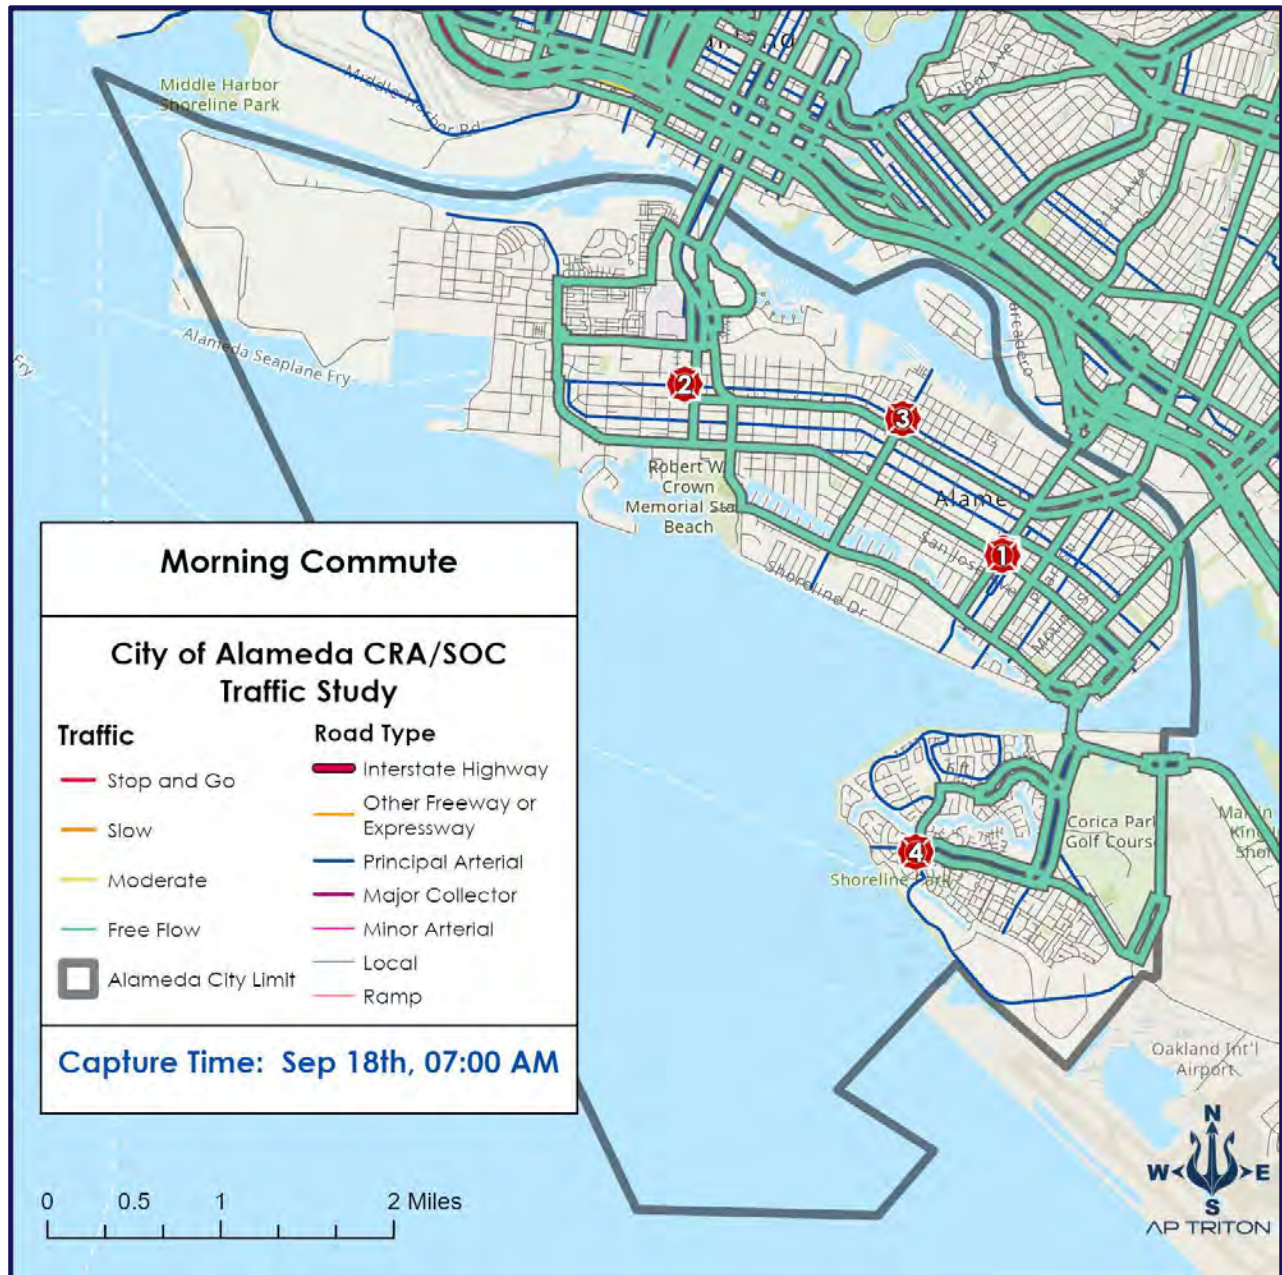 Middle Harbor
Shoreline Park
Middle Harbor Rd
Fry
Alameda Seaplane Fry
2
3
Robert W.
Crown
Memorial Sta
Beach
Alame
1
San Jose Ave
Shoreline Dr
Corica Park
Golf Course
4
Shoreline Park
Oakland Int'l
Airport
Morning Commute
City of Alameda CRA/SOC
Traffic Study
Traffic
Stop and Go
Slow
Moderate
Free Flow
Alameda City Limit
Road Type
Interstate Highway
Other Freeway or
Expressway
Principal Arterial
Major Collector
Minor Arterial
Local
Ramp
Capture Time: Sep 18th, 07:00 AM
0 0.5 1 2 Miles
N
W E
S
AP TRITON